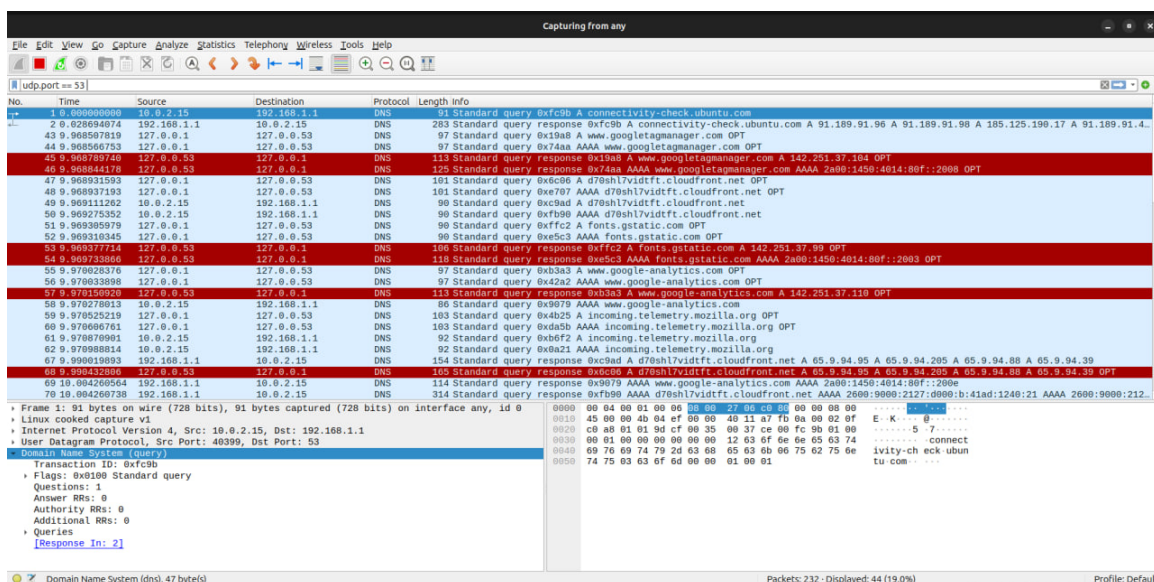 Capturing from any
File Edit View Go Capture Analyze Statistics Telephony Wireless Tools Help
udp.port == 53
No. Time Source Destination Protocol Length Info
1 0.000000000 10.0.2.15 192.168.1.1 DNS 91 Standard query 0xfc9b A connectivity-check.ubuntu.com
2 0.028694074 192.168.1.1 10.0.2.15 DNS 283 Standard query response 0xfc9b A connectivity-check.ubuntu.com A 91.189.91.96 A 91.189.91.98 A 185.125.190.17 A 91.189.91.4…
43 9.968507819 127.0.0.1 127.0.0.53 DNS 97 Standard query 0x19a8 A www.googletagmanager.com OPT
44 9.968566753 127.0.0.1 127.0.0.53 DNS 97 Standard query 0x74aa AAAA www.googletagmanager.com OPT
45 9.968789740 127.0.0.53 127.0.0.1 DNS 113 Standard query response 0x19a8 A www.googletagmanager.com A 142.251.37.104 OPT
46 9.968844178 127.0.0.53 127.0.0.1 DNS 125 Standard query response 0x74aa AAAA www.googletagmanager.com AAAA 2a00:1450:4014:80f::2008 OPT
47 9.968931593 127.0.0.1 127.0.0.53 DNS 101 Standard query 0x6c06 A d70shl7vidtft.cloudfront.net OPT
48 9.968937193 127.0.0.1 127.0.0.53 DNS 101 Standard query 0xe707 AAAA d70shl7vidtft.cloudfront.net OPT
49 9.969111262 10.0.2.15 192.168.1.1 DNS 90 Standard query 0xc9ad A d70shl7vidtft.cloudfront.net
50 9.969275352 10.0.2.15 192.168.1.1 DNS 90 Standard query 0xfb90 AAAA d70shl7vidtft.cloudfront.net
51 9.969305979 127.0.0.1 127.0.0.53 DNS 90 Standard query 0xffc2 A fonts.gstatic.com OPT
52 9.969310345 127.0.0.1 127.0.0.53 DNS 90 Standard query 0xe5c3 AAAA fonts.gstatic.com OPT
53 9.969377714 127.0.0.53 127.0.0.1 DNS 106 Standard query response 0xffc2 A fonts.gstatic.com A 142.251.37.99 OPT
54 9.969733866 127.0.0.53 127.0.0.1 DNS 118 Standard query response 0xe5c3 AAAA fonts.gstatic.com AAAA 2a00:1450:4014:80f::2003 OPT
55 9.970028376 127.0.0.1 127.0.0.53 DNS 97 Standard query 0xb3a3 A www.google-analytics.com OPT
56 9.970033898 127.0.0.1 127.0.0.53 DNS 97 Standard query 0x42a2 AAAA www.google-analytics.com OPT
57 9.970150920 127.0.0.53 127.0.0.1 DNS 113 Standard query response 0xb3a3 A www.google-analytics.com A 142.251.37.110 OPT
58 9.970278013 10.0.2.15 192.168.1.1 DNS 86 Standard query 0x9079 AAAA www.google-analytics.com
59 9.970525219 127.0.0.1 127.0.0.53 DNS 103 Standard query 0x4b25 A incoming.telemetry.mozilla.org OPT
60 9.970606761 127.0.0.1 127.0.0.53 DNS 103 Standard query 0xda5b AAAA incoming.telemetry.mozilla.org OPT
61 9.970870901 10.0.2.15 192.168.1.1 DNS 92 Standard query 0xb6f2 A incoming.telemetry.mozilla.org
62 9.970988814 10.0.2.15 192.168.1.1 DNS 92 Standard query 0x0a21 AAAA incoming.telemetry.mozilla.org
67 9.990019893 192.168.1.1 10.0.2.15 DNS 154 Standard query response 0xc9ad A d70shl7vidtft.cloudfront.net A 65.9.94.95 A 65.9.94.205 A 65.9.94.88 A 65.9.94.39
68 9.990432806 127.0.0.53 127.0.0.1 DNS 165 Standard query response 0x6c06 A d70shl7vidtft.cloudfront.net A 65.9.94.95 A 65.9.94.205 A 65.9.94.88 A 65.9.94.39 OPT
69 10.004260564 192.168.1.1 10.0.2.15 DNS 114 Standard query response 0x9079 AAAA www.google-analytics.com AAAA 2a00:1450:4014:80f::200e
70 10.004260738 192.168.1.1 10.0.2.15 DNS 314 Standard query response 0xfb90 AAAA d70shl7vidtft.cloudfront.net AAAA 2600:9000:2127:d000:b:41ad:1240:21 AAAA 2600:9000:212…
Frame 1: 91 bytes on wire (728 bits), 91 bytes captured (728 bits) on interface any, id 0
Linux cooked capture v1
Internet Protocol Version 4, Src: 10.0.2.15, Dst: 192.168.1.1
User Datagram Protocol, Src Port: 40399, Dst Port: 53
Domain Name System (query)
Transaction ID: 0xfc9b
Flags: 0x0100 Standard query
Questions: 1
Answer RRs: 0
Authority RRs: 0
Additional RRs: 0
Queries
[Response In: 2]
0000 00 04 00 01 00 06 08 00 27 06 c0 80 00 00 08 00 ········'·······
0010 45 00 00 4b 04 ef 00 00 40 11 a7 fb 0a 00 02 0f E··K····@·······
0020 c0 a8 01 01 9d cf 00 35 00 37 ce 00 fc 9b 01 00 ·······5·7······
0030 00 01 00 00 00 00 00 00 12 63 6f 6e 6e 65 63 74 ·········connect
0040 69 76 69 74 79 2d 63 68 65 63 6b 06 75 62 75 6e ivity-check·ubun
0050 74 75 03 63 6f 6d 00 00 01 00 01 tu·com·····
Domain Name System (dns), 47 byte(s)
Packets: 232 · Displayed: 44 (19.0%)
Profile: Defau